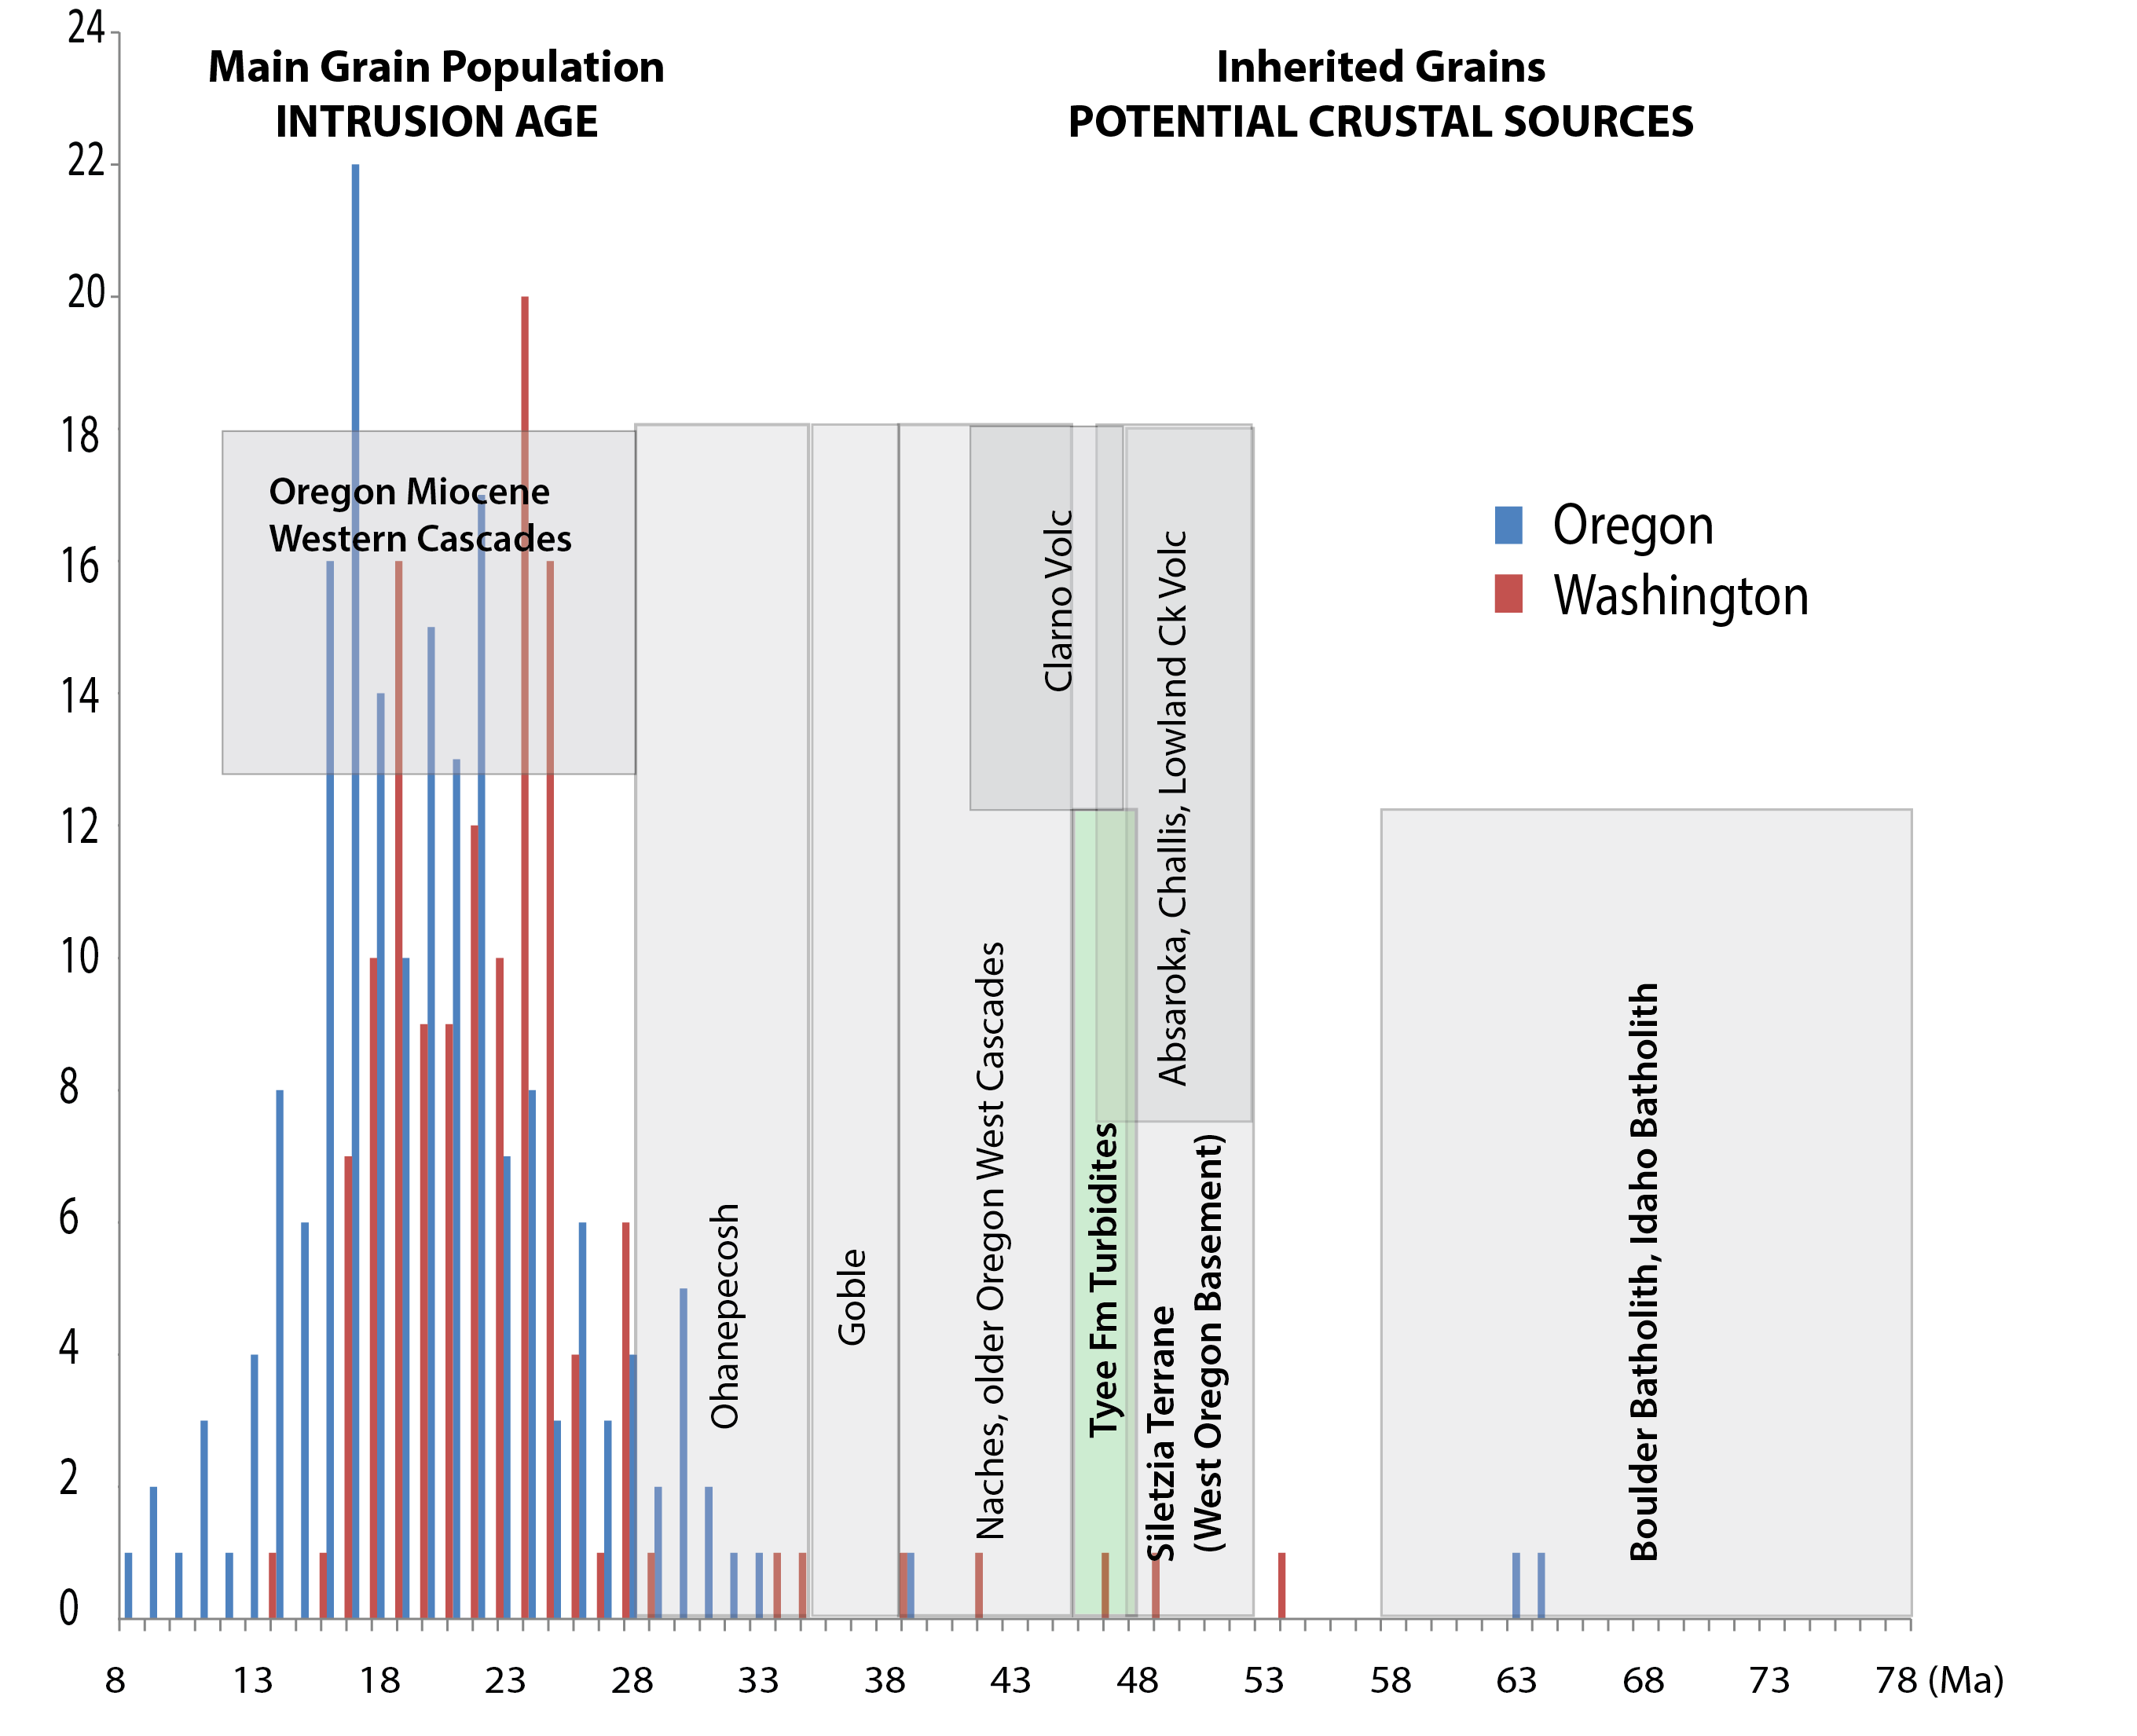 Main Grain Population
INTRUSION AGE
Inherited Grains
POTENTIAL CRUSTAL SOURCES
24
22
20
18
16
14
12
10
8
6
4
2
0
Oregon Miocene
Western Cascades
Ohanepecosh
Goble
Naches, older Oregon West Cascades
Clarno Volc
Tyee Fm Turbidites
Absaroka, Challis, Lowland Ck Volc
Siletzia Terrane
(West Oregon Basement)
Boulder Batholith, Idaho Batholith
Oregon
Washington
8 13 18 23 28 33 38 43 48 53 58 63 68 73 78 (Ma)